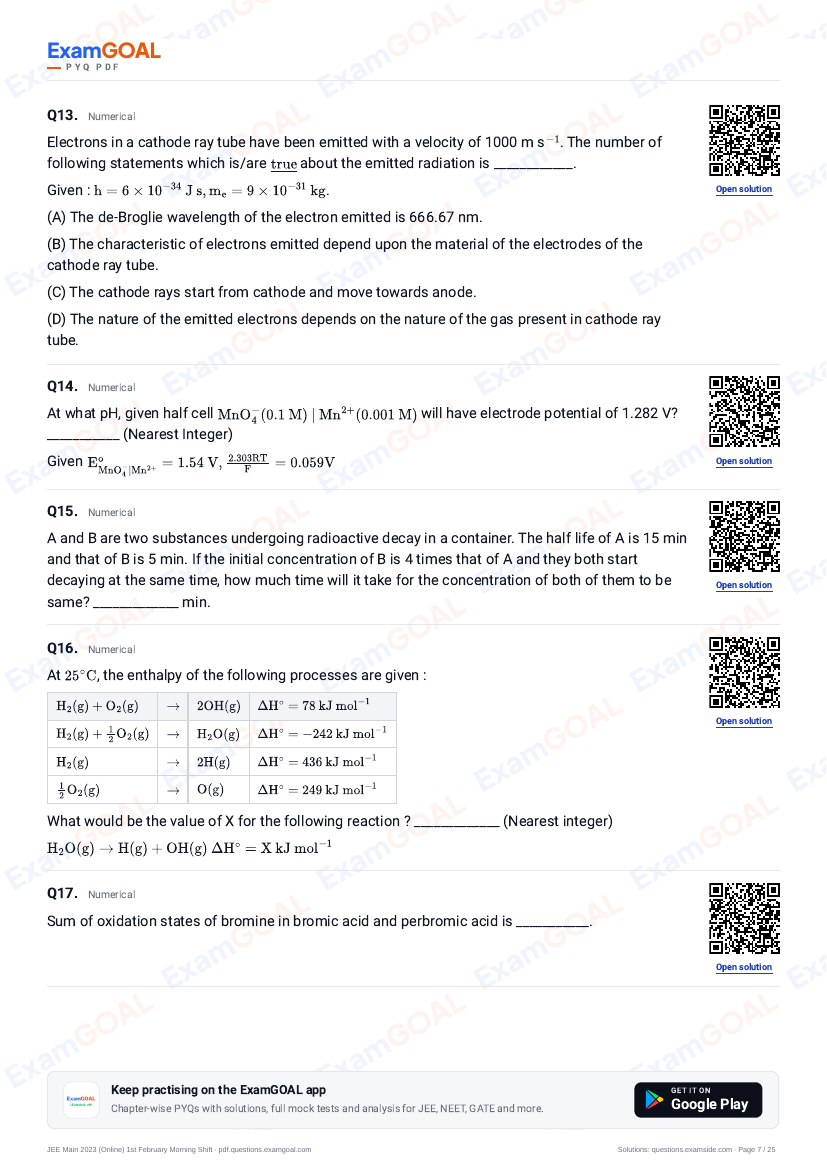 ExamGOAL
PYQ PDF
Q13. Numerical
Electrons in a cathode ray tube have been emitted with a velocity of 1000 m s⁻¹. The number of
following statements which is/are true about the emitted radiation is ____________.
Given : h = 6 × 10⁻³⁴ J s, mₑ = 9 × 10⁻³¹ kg.
(A) The de-Broglie wavelength of the electron emitted is 666.67 nm.
(B) The characteristic of electrons emitted depend upon the material of the electrodes of the
cathode ray tube.
(C) The cathode rays start from cathode and move towards anode.
(D) The nature of the emitted electrons depends on the nature of the gas present in cathode ray
tube.
Open solution
Q14. Numerical
At what pH, given half cell MnO₄⁻(0.1 M) | Mn²⁺(0.001 M) will have electrode potential of 1.282 V?
___________ (Nearest Integer)
Given E°MnO₄⁻|Mn²⁺ = 1.54 V, 2.303RT/F = 0.059V
Open solution
Q15. Numerical
A and B are two substances undergoing radioactive decay in a container. The half life of A is 15 min
and that of B is 5 min. If the initial concentration of B is 4 times that of A and they both start
decaying at the same time, how much time will it take for the concentration of both of them to be
same? _____________ min.
Open solution
Q16. Numerical
At 25°C, the enthalpy of the following processes are given :
H₂(g) + O₂(g) → 2OH(g) ΔH° = 78 kJ mol⁻¹
H₂(g) + ½O₂(g) → H₂O(g) ΔH° = −242 kJ mol⁻¹
H₂(g) → 2H(g) ΔH° = 436 kJ mol⁻¹
½O₂(g) → O(g) ΔH° = 249 kJ mol⁻¹
What would be the value of X for the following reaction ? _____________ (Nearest integer)
H₂O(g) → H(g) + OH(g) ΔH° = X kJ mol⁻¹
Open solution
Q17. Numerical
Sum of oxidation states of bromine in bromic acid and perbromic acid is ___________.
Open solution
ExamGOAL
Keep practising on the ExamGOAL app
Chapter-wise PYQs with solutions, full mock tests and analysis for JEE, NEET, GATE and more.
GET IT ON
Google Play
JEE Main 2023 (Online) 1st February Morning Shift · pdf.questions.examgoal.com
Solutions: questions.examside.com · Page 7 / 25